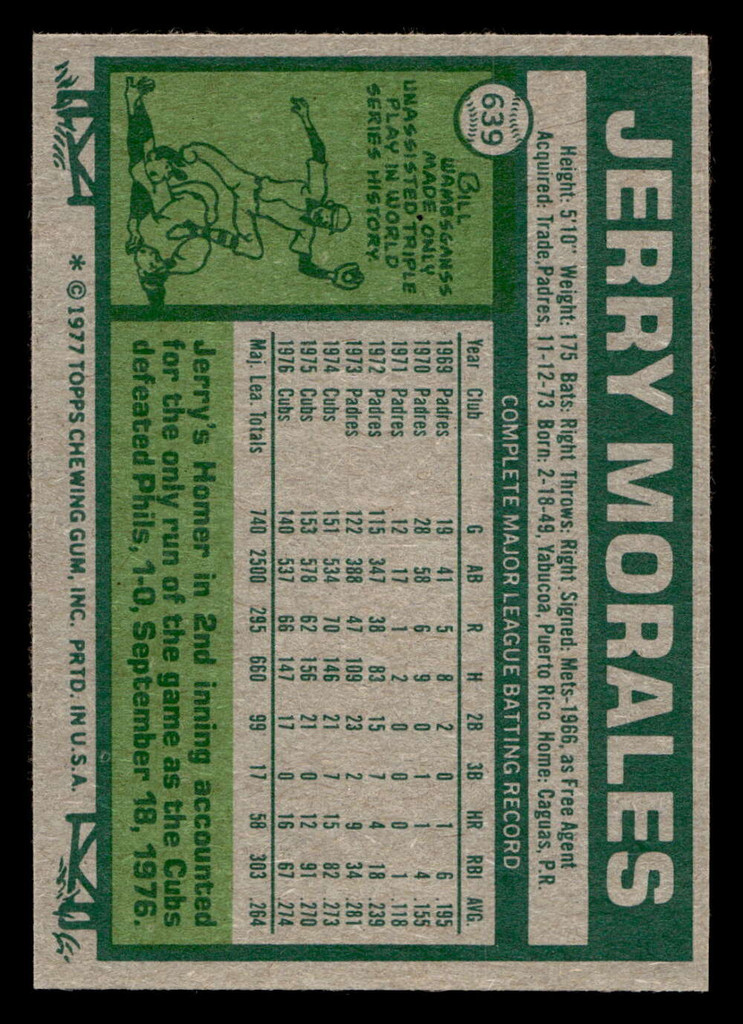 JERRY MORALES
639
Height: 5'10" Weight: 175 Bats: Right Throws: Right Signed: Mets-1966, as Free Agent
Acquired: Trade, Padres, 11-12-73 Born: 2-18-49, Yabucoa, Puerto Rico Home: Caguas, P.R.
COMPLETE MAJOR LEAGUE BATTING RECORD
Year Club G AB R H 2B 3B HR RBI AVG.
1969 Padres 19 41 5 8 2 0 1 6 .195
1970 Padres 28 58 6 9 0 1 1 4 .155
1971 Padres 12 17 1 2 0 0 0 1 .118
1972 Padres 115 347 38 83 15 7 4 18 .239
1973 Padres 122 388 47 109 23 2 9 34 .281
1974 Cubs 151 534 70 146 21 7 15 82 .273
1975 Cubs 153 578 62 156 21 0 12 91 .270
1976 Cubs 140 537 66 147 17 0 16 67 .274
Maj. Lea. Totals 740 2500 295 660 99 17 58 303 .264
BILL
WAMBSGANSS
MADE ONLY
UNASSISTED TRIPLE
PLAY IN WORLD
SERIES HISTORY.
Jerry's Homer in 2nd inning accounted
for the only run of the game as the Cubs
defeated Phils, 1-0, September 18, 1976.
* © 1977 TOPPS CHEWING GUM, INC. PRTD. IN U.S.A.